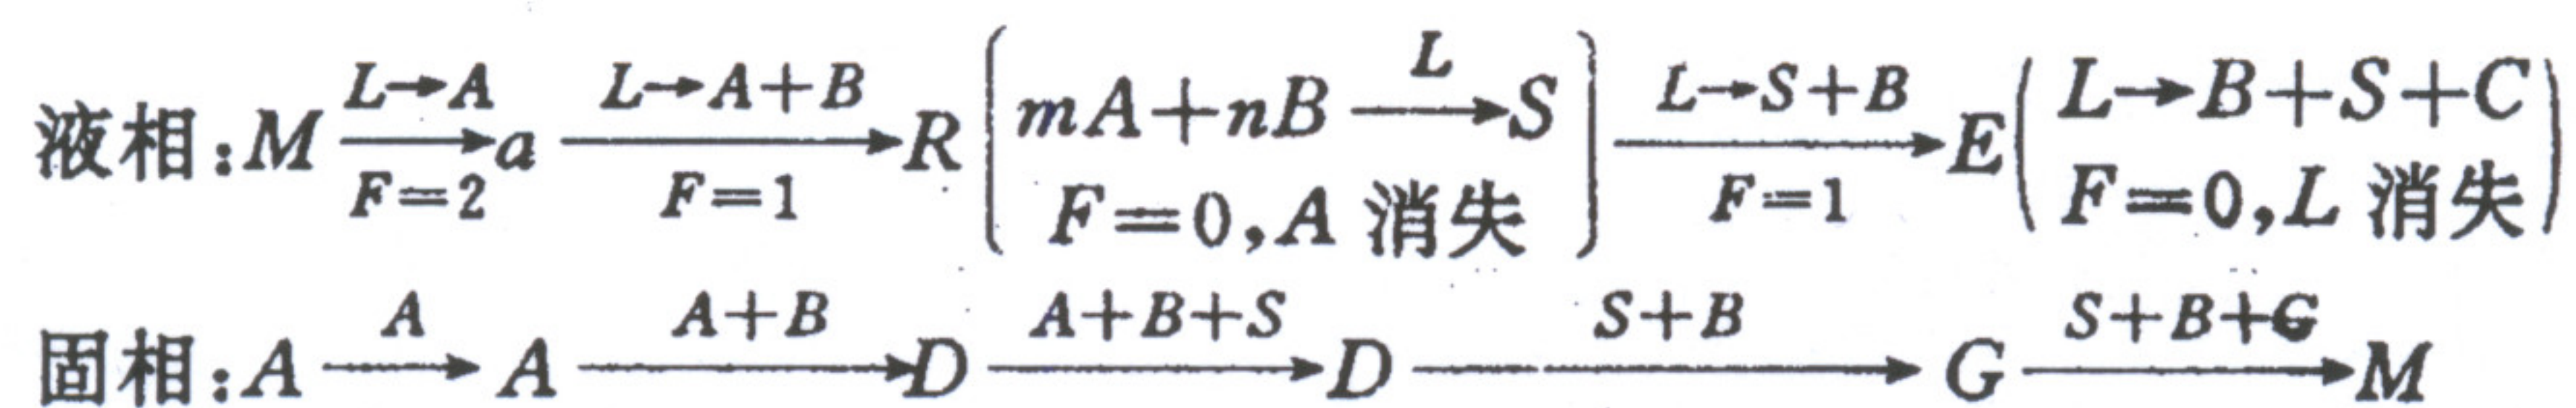 液相:M L→A F=2 →a L→A+B F=1 →R [mA+nB L→S F=0,A 消失] L→S+B F=1 →E(L→B+S+C F=0,L 消失)
固相:A A→ A A+B→D A+B+S→D S+B→ G S+B+C→M